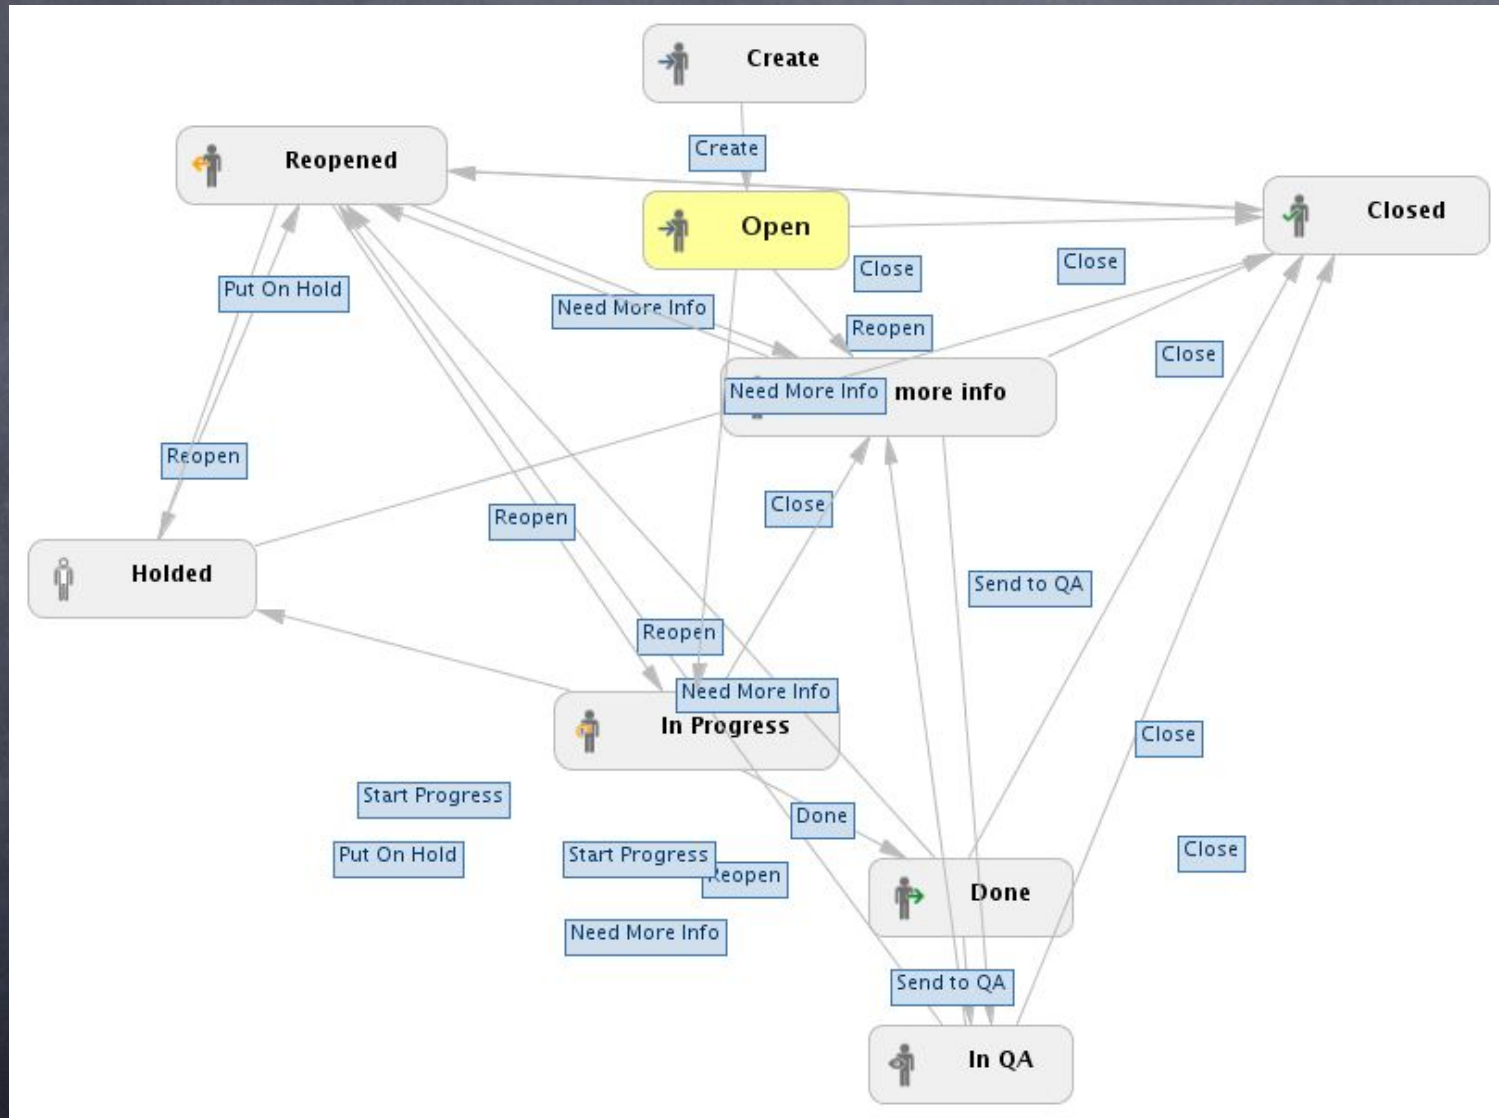 Create
Create
Reopened
Open
Closed
Close
Close
Put On Hold
Need More Info
Reopen
Close
Need More Info
more info
Reopen
Close
Reopen
Holded
Send to QA
Reopen
Need More Info
In Progress
Close
Start Progress
Done
Put On Hold
Start Progress
Reopen
Close
Done
Need More Info
Send to QA
In QA